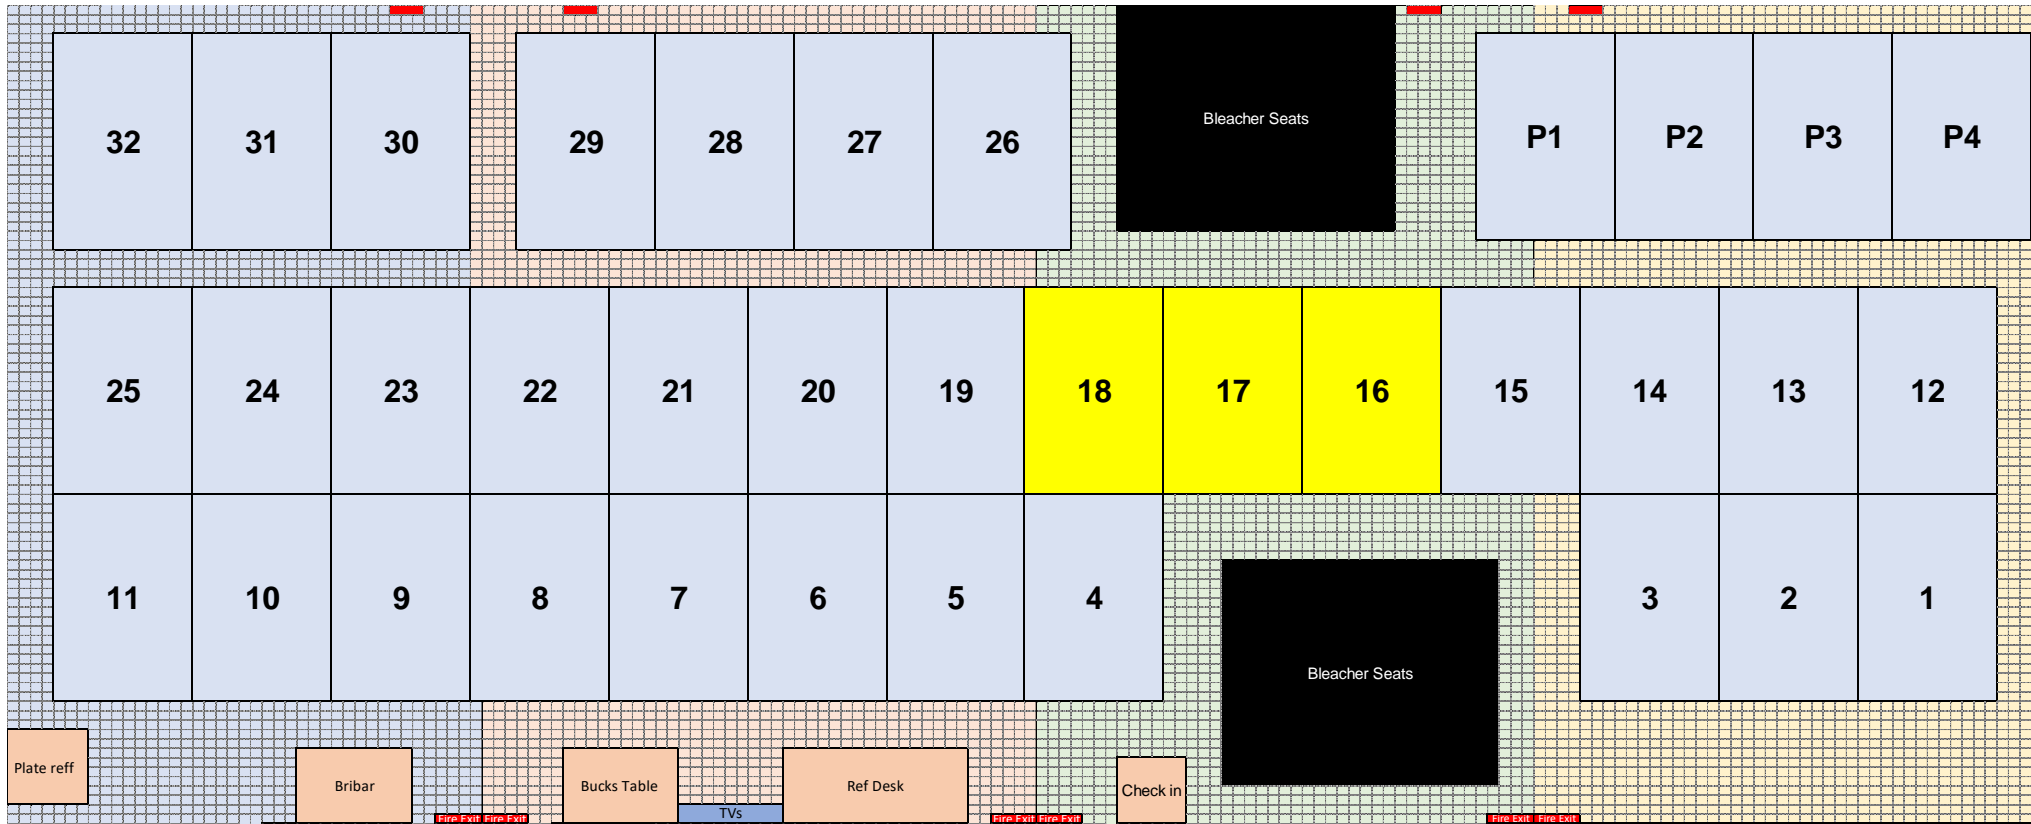 Bleacher Seats
32 31 30 29 28 27 26 P1 P2 P3 P4
25 24 23 22 21 20 19 18 17 16 15 14 13 12
11 10 9 8 7 6 5 4 3 2 1
Bleacher Seats
Plate reff
Bribar
Bucks Table
Ref Desk
Check in
TVs
Fire Exit Fire Exit
Fire Exit Fire Exit
Fire Exit Fire Exit